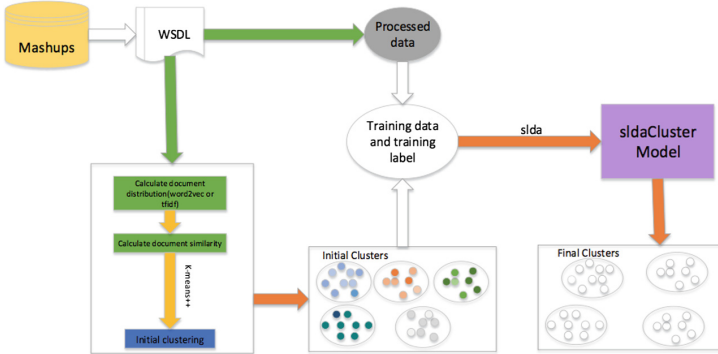 Mashups
WSDL
Processed
data
Training data
and training
label
slda
sldaCluster
Model
Calculate document
distribution(word2vec or
tfidf)
Calculate document similarity
K-means++
Initial clustering
Initial Clusters
Final Clusters